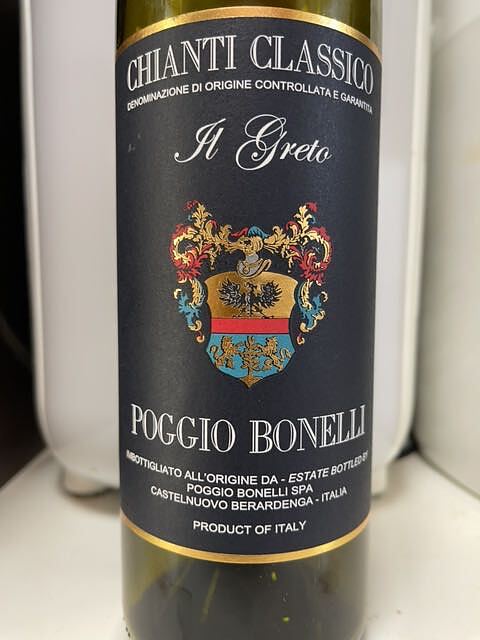 CHIANTI CLASSICO
DENOMINAZIONE DI ORIGINE CONTROLLATA E GARANTITA
Il Greto
POGGIO BONELLI
IMBOTTIGLIATO ALL'ORIGINE DA - ESTATE BOTTLED BY
POGGIO BONELLI SPA
CASTELNUOVO BERARDENGA - ITALIA
PRODUCT OF ITALY